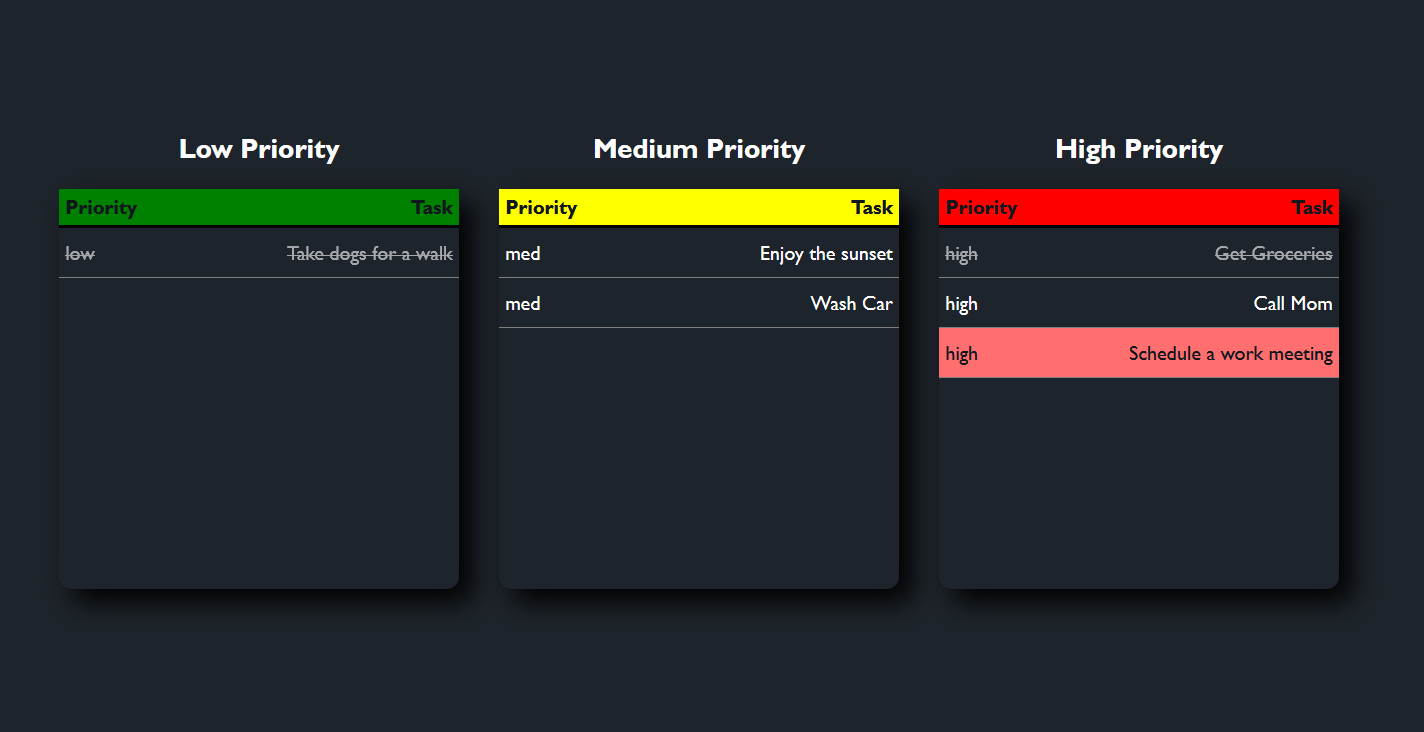 Low Priority
Priority Task
low Take dogs for a walk
Medium Priority
Priority Task
med Enjoy the sunset
med Wash Car
High Priority
Priority Task
high Get Groceries
high Call Mom
high Schedule a work meeting